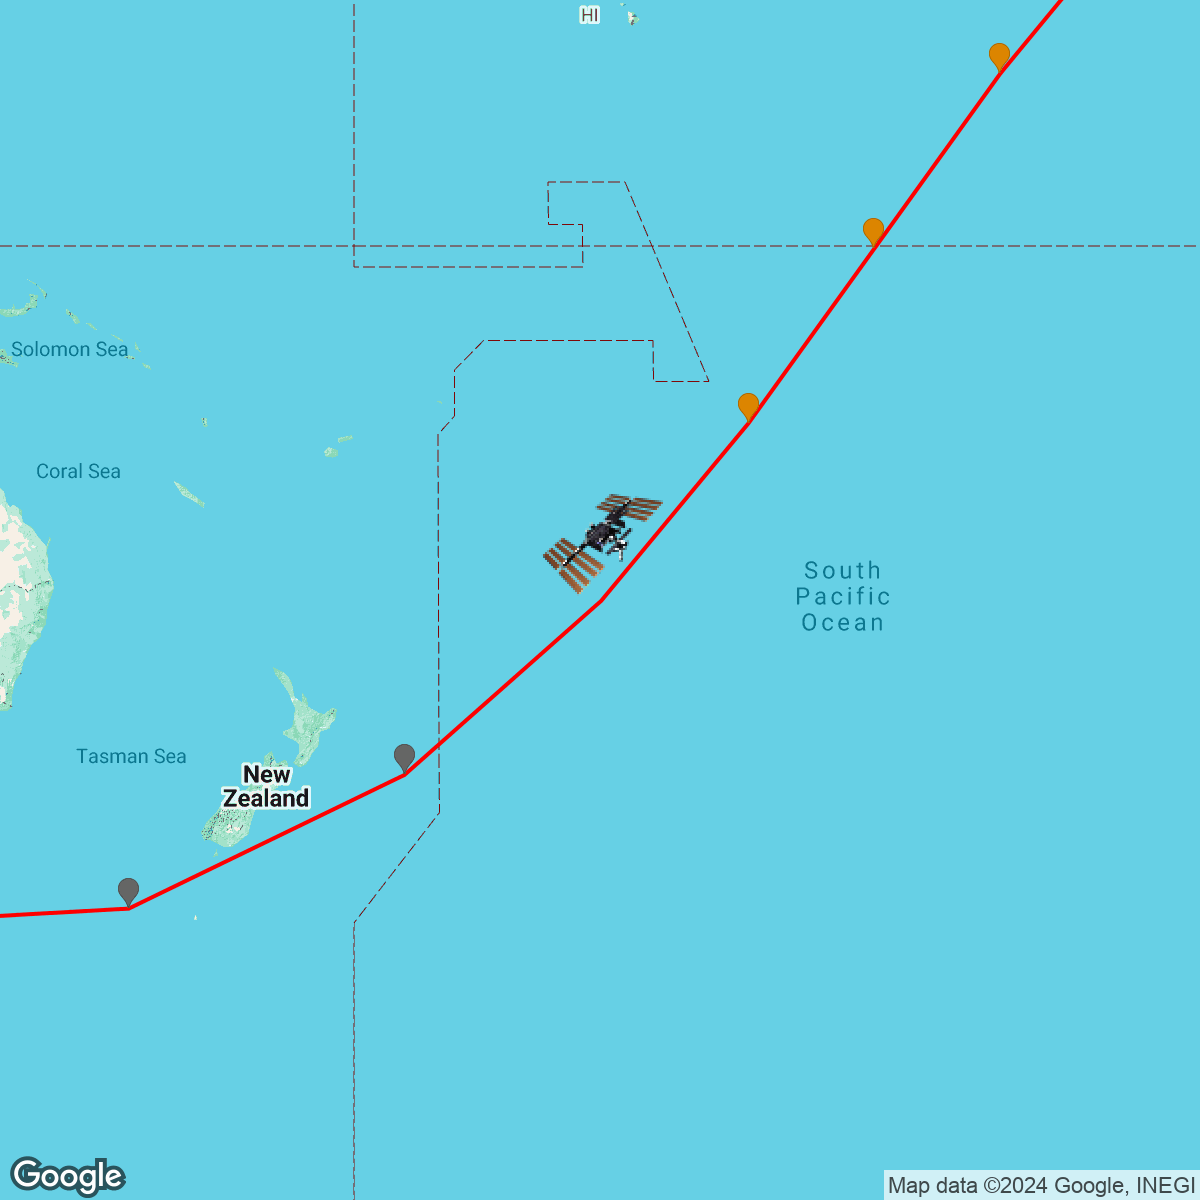 HI
Solomon Sea
Coral Sea
South
Pacific
Ocean
Tasman Sea
New
Zealand
Google
Map data ©2024 Google, INEGI